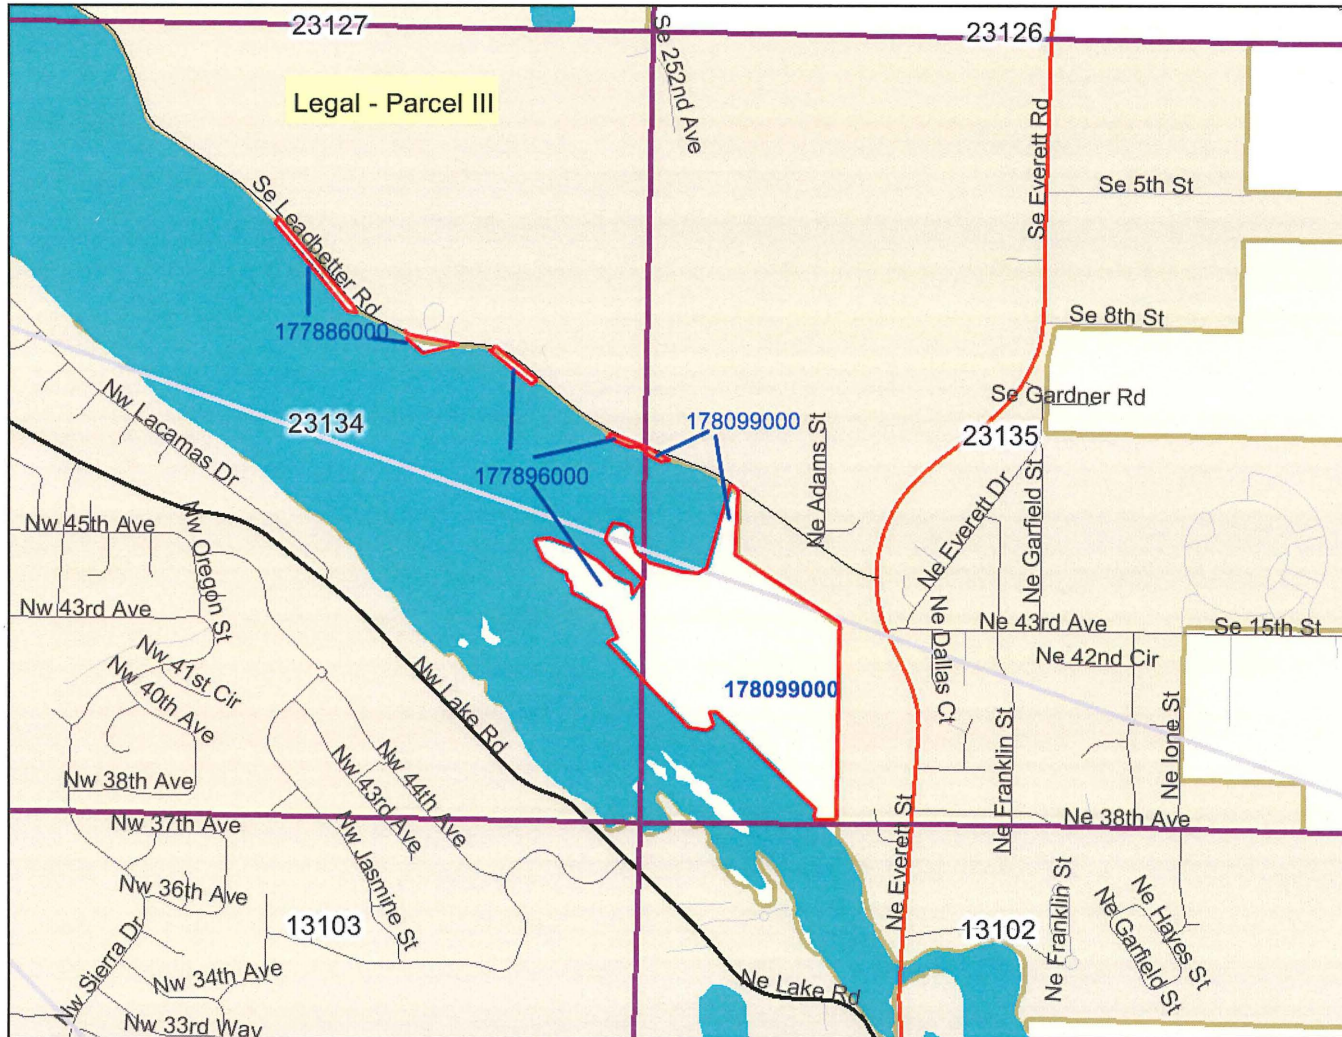 23127
23126
Se 252nd Ave
Legal - Parcel III
Se Everett Rd
Se 5th St
Se Leadbetter Rd
177886000
Se 8th St
Se Gardner Rd
Nw Lacamas Dr
23134
178099000
23135
Ne Adams St
177896000
Ne Everett Dr
Ne Garfield St
Nw 45th Ave
Nw Oregon St
Nw 43rd Ave
Ne 43rd Ave
Se 15th St
Ne Dallas Ct
Ne 42nd Cir
Nw 41st Cir
Nw 40th Ave
Nw Lake Rd
178099000
Ne Ione St
Ne Franklin St
Nw 44th Ave
Nw 43rd Ave
Nw 38th Ave
Nw 37th Ave
Nw Jasmine St
Ne Everett St
Ne 38th Ave
Nw 36th Ave
Nw Sierra Dr
13103
13102
Ne Franklin St
Ne Garfield St
Ne Hayes St
Nw 34th Ave
Ne Lake Rd
Nw 33rd Way